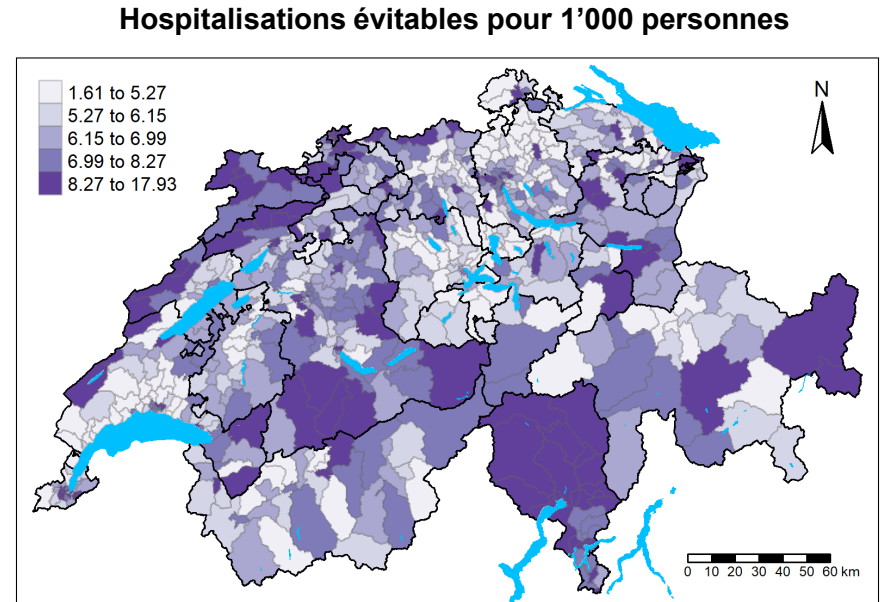 Hospitalisations évitables pour 1’000 personnes
1.61 to 5.27
5.27 to 6.15
6.15 to 6.99
6.99 to 8.27
8.27 to 17.93
N
0 10 20 30 40 50 60 km